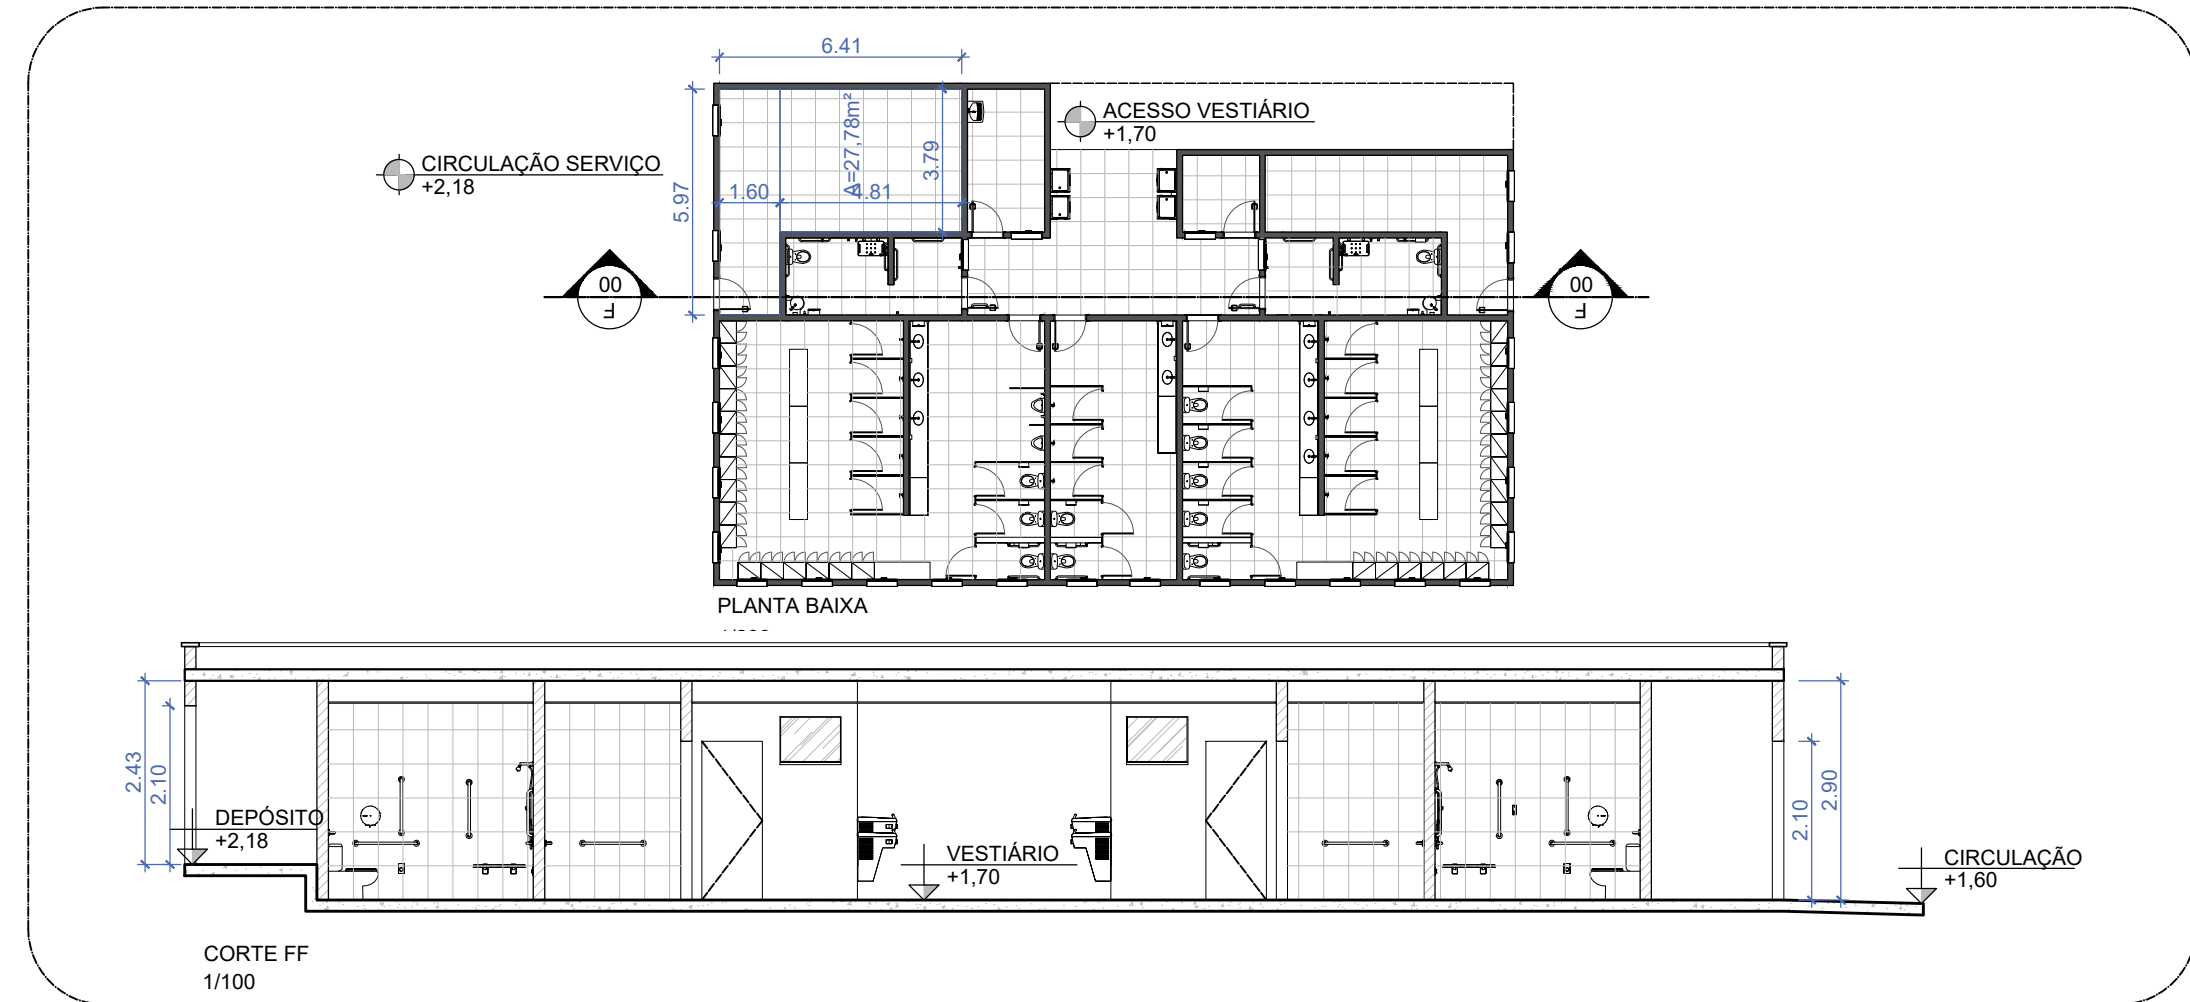 6.41
ACESSO VESTIÁRIO
+1,70
A=27,78m²
3.79
CIRCULAÇÃO SERVIÇO
+2,18
5.97
1.60
4.81
00
F
00
F
PLANTA BAIXA
2.43
2.10
DEPÓSITO
+2,18
VESTIÁRIO
+1,70
2.10
2.90
CIRCULAÇÃO
+1,60
CORTE FF
1/100